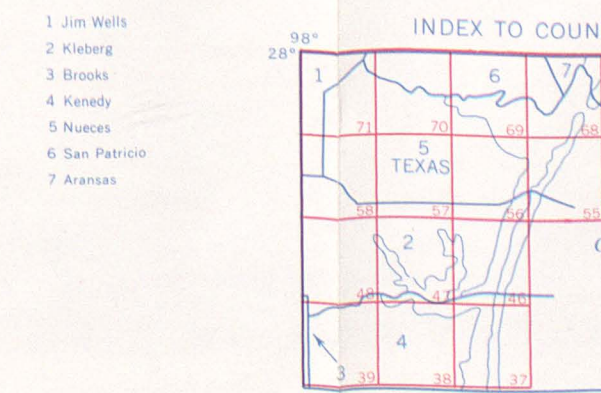 1 Jim Wells
2 Kleberg
3 Brooks
4 Kenedy
5 Nueces
6 San Patricio
7 Aransas
INDEX TO COUN
98°
28°
1
6
7
71
70
69
68
5
TEXAS
58
57
56
55
2
48
47
46
4
3
39
38
37